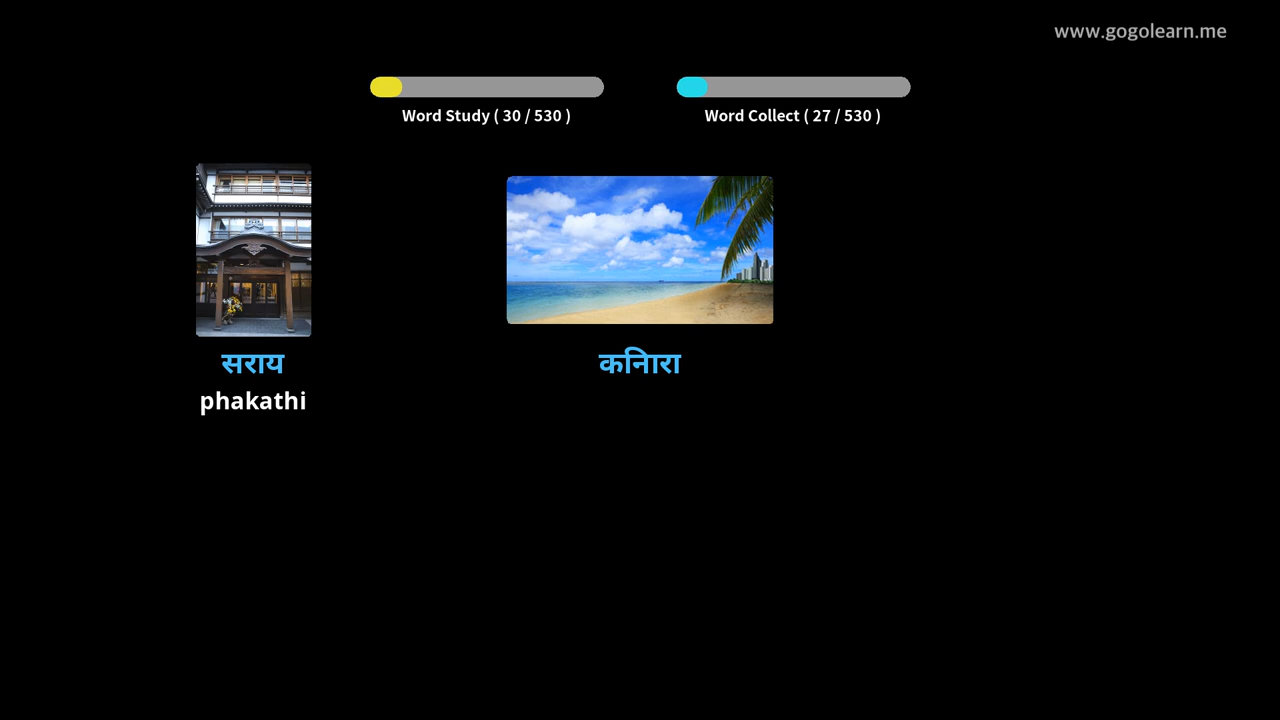 www.gogolearn.me
Word Study ( 30 / 530 )
Word Collect ( 27 / 530 )
सराय
कनिारा
phakathi